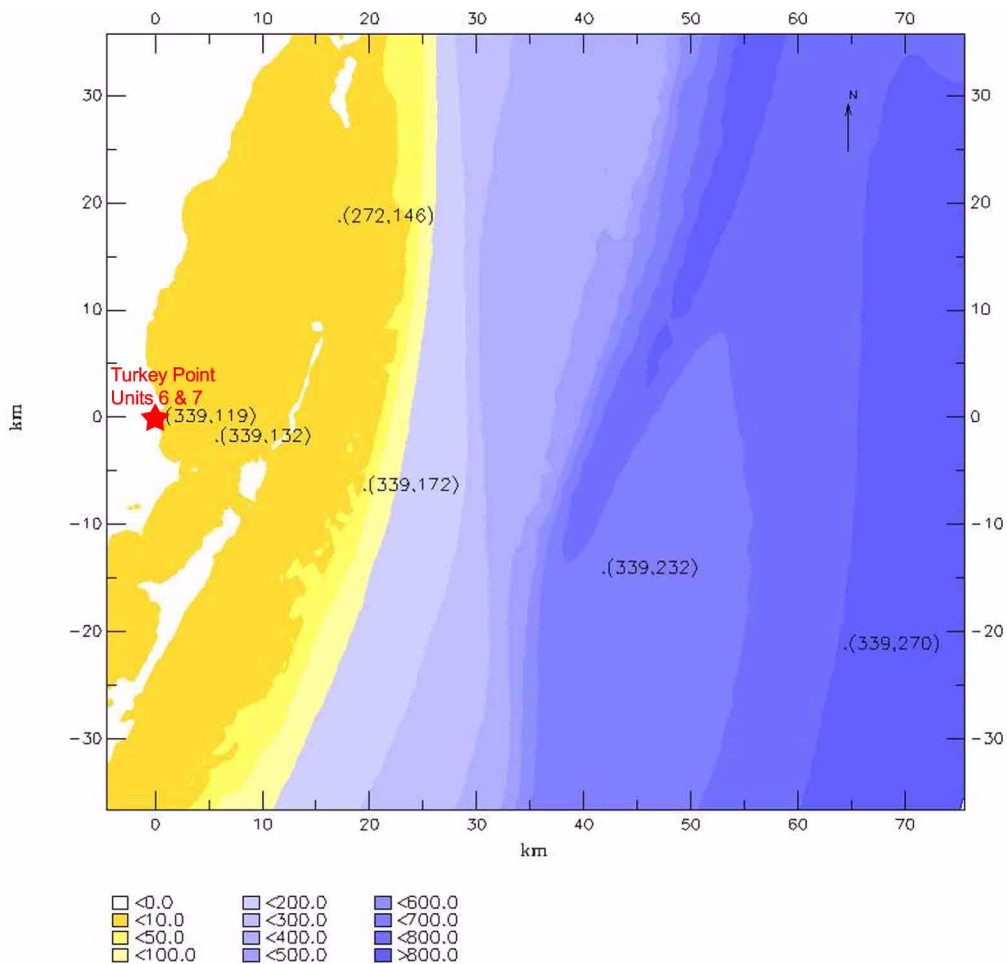 0 10 20 30 40 50 60 70
30 30
N
20 20
.(272,146)
10 10
Turkey Point
Units 6 & 7
km
0 0
(339,119)
.(339,132)
.(339,172)
-10 -10
.(339,232)
-20 -20
.(339,270)
-30 -30
0 10 20 30 40 50 60 70
km
<0.0 <200.0 <600.0
<10.0 <300.0 <700.0
<50.0 <400.0 <800.0
<100.0 <500.0 >800.0